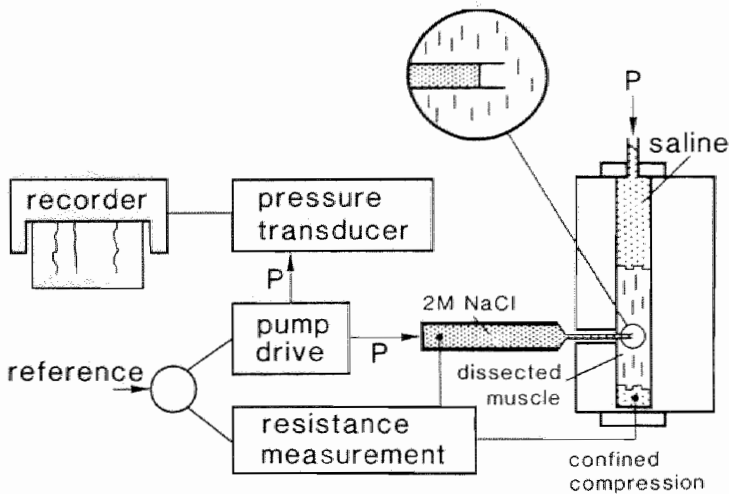 P
saline
recorder
pressure
transducer
P
2M NaCl
pump
drive
P
reference
dissected
muscle
resistance
measurement
confined
compression